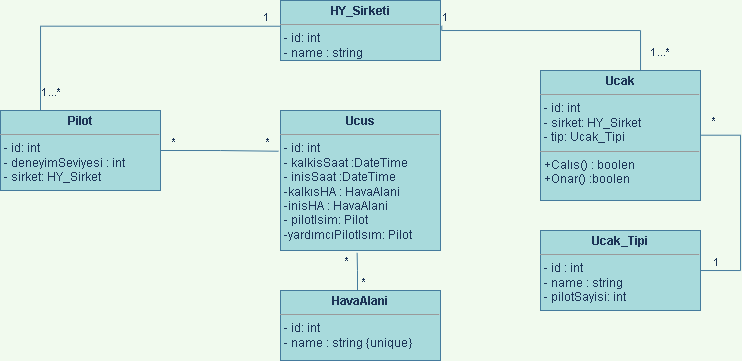 HY_Sirketi
- id: int
- name : string
1
1
1...*
1...*
Pilot
- id: int
- deneyimSeviyesi : int
- sirket: HY_Sirket
*
*
Ucus
- id: int
- kalkisSaat :DateTime
- inisSaat :DateTime
-kalkısHA : HavaAlani
-inisHA : HavaAlani
- pilotIsim: Pilot
-yardımcıPilotIsim: Pilot
*
*
HavaAlani
- id: int
- name : string {unique}
Ucak
- id: int
- sirket: HY_Sirket
- tip: Ucak_Tipi
+Calıs() : boolen
+Onar() :boolen
*
1
Ucak_Tipi
- id : int
- name : string
- pilotSayisi: int